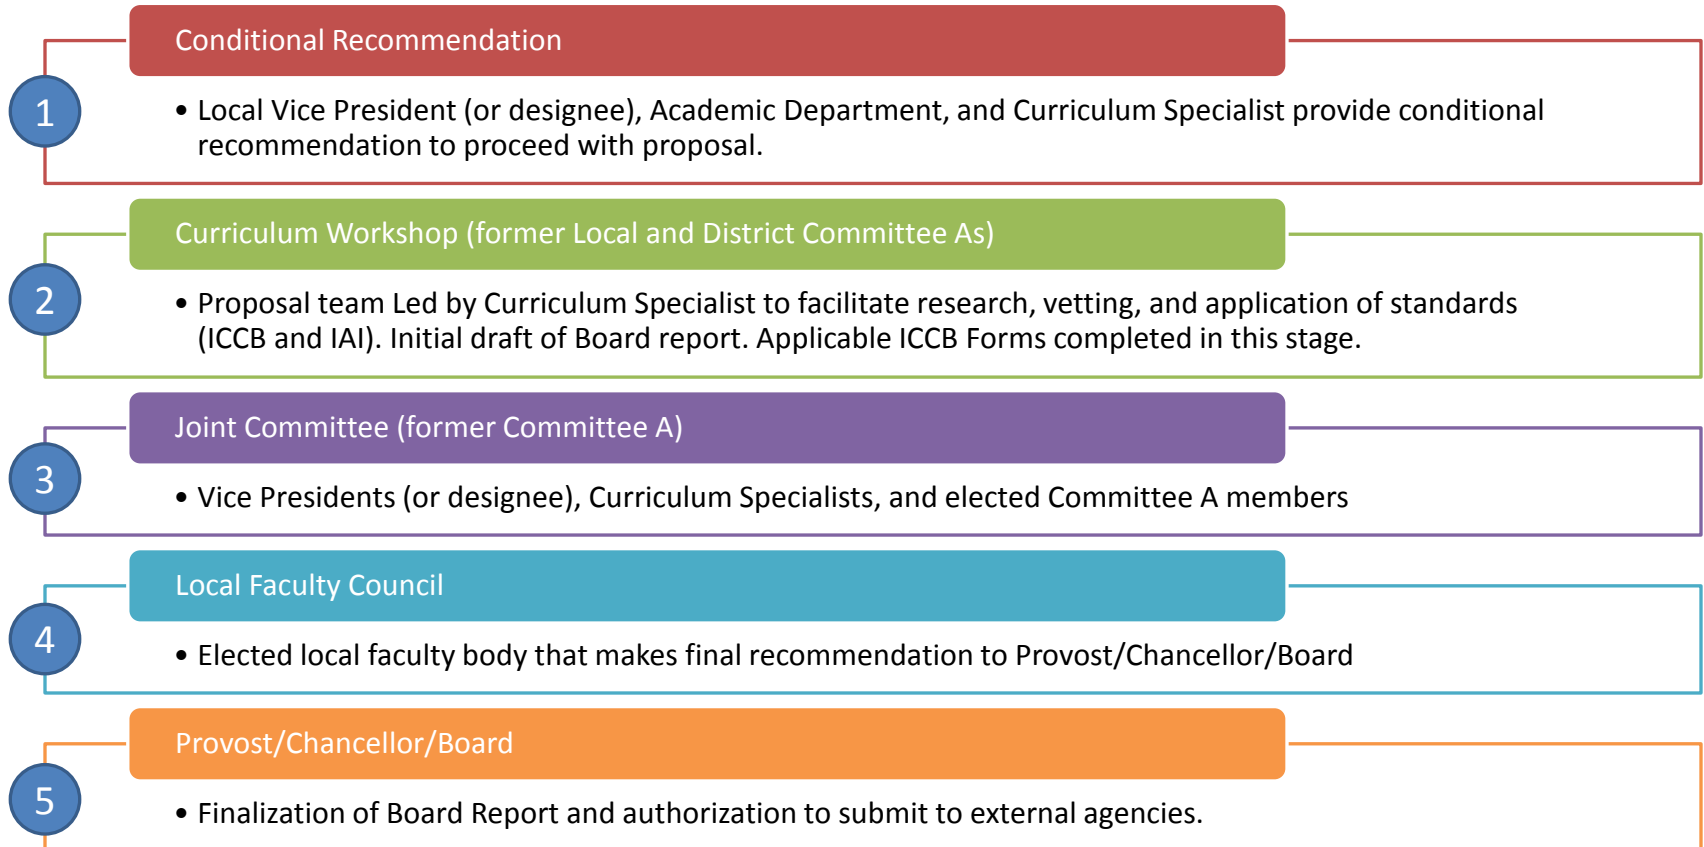 Conditional Recommendation
1
• Local Vice President (or designee), Academic Department, and Curriculum Specialist provide conditional
recommendation to proceed with proposal.
Curriculum Workshop (former Local and District Committee As)
2
• Proposal team Led by Curriculum Specialist to facilitate research, vetting, and application of standards
(ICCB and IAI). Initial draft of Board report. Applicable ICCB Forms completed in this stage.
Joint Committee (former Committee A)
3
• Vice Presidents (or designee), Curriculum Specialists, and elected Committee A members
Local Faculty Council
4
• Elected local faculty body that makes final recommendation to Provost/Chancellor/Board
Provost/Chancellor/Board
5
• Finalization of Board Report and authorization to submit to external agencies.